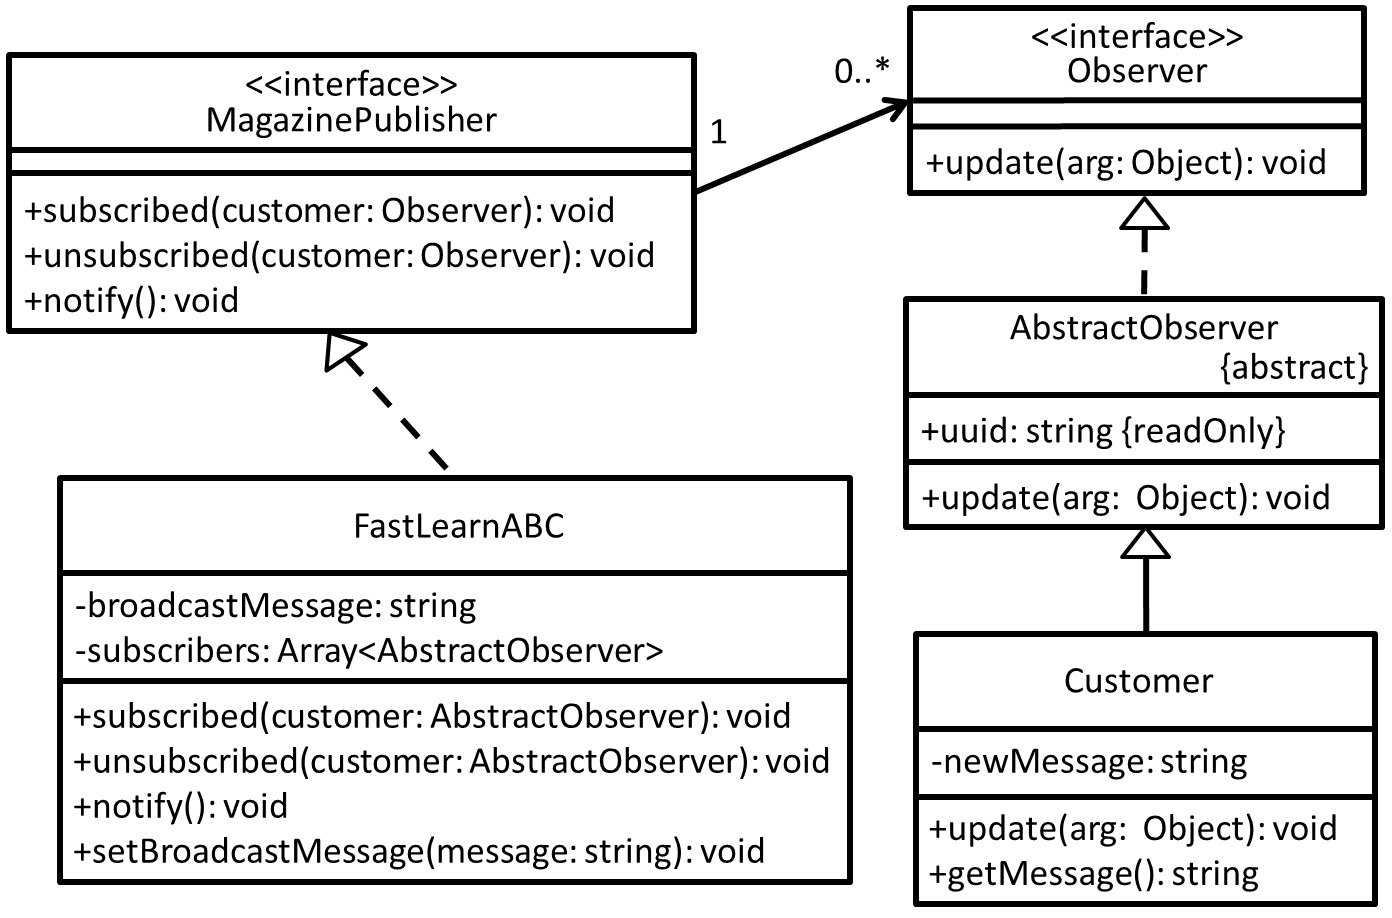 <<interface>>
MagazinePublisher
+subscribed(customer: Observer): void
+unsubscribed(customer: Observer): void
+notify(): void
1
0..*
<<interface>>
Observer
+update(arg: Object): void
AbstractObserver
{abstract}
+uuid: string {readOnly}
+update(arg: Object): void
FastLearnABC
-broadcastMessage: string
-subscribers: Array<AbstractObserver>
+subscribed(customer: AbstractObserver): void
+unsubscribed(customer: AbstractObserver): void
+notify(): void
+setBroadcastMessage(message: string): void
Customer
-newMessage: string
+update(arg: Object): void
+getMessage(): string